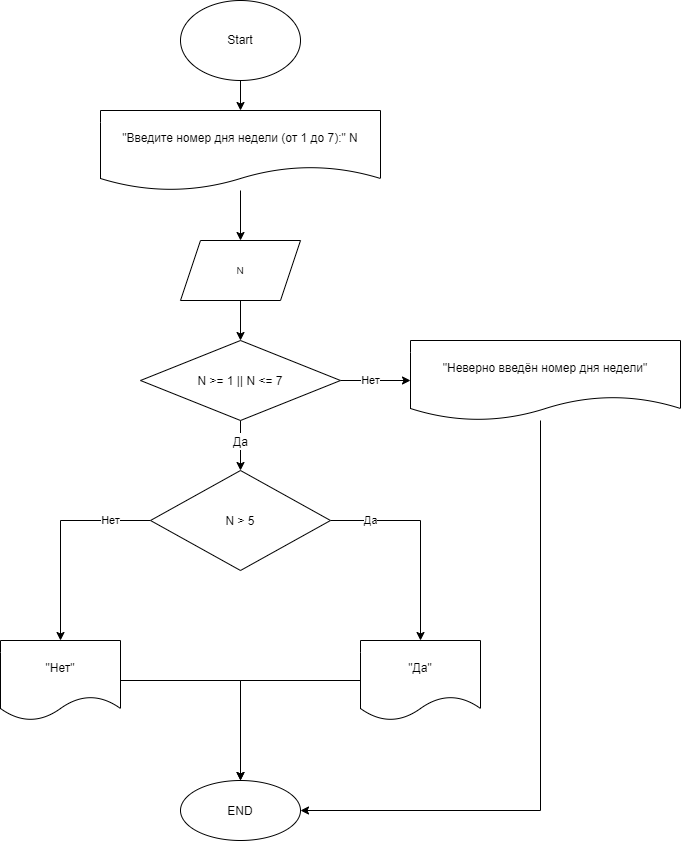 Start
"Введите номер дня недели (от 1 до 7):" N
N
N >= 1 || N <= 7
Нет
"Неверно введён номер дня недели"
Да
N > 5
Нет
Да
"Нет"
"Да"
END